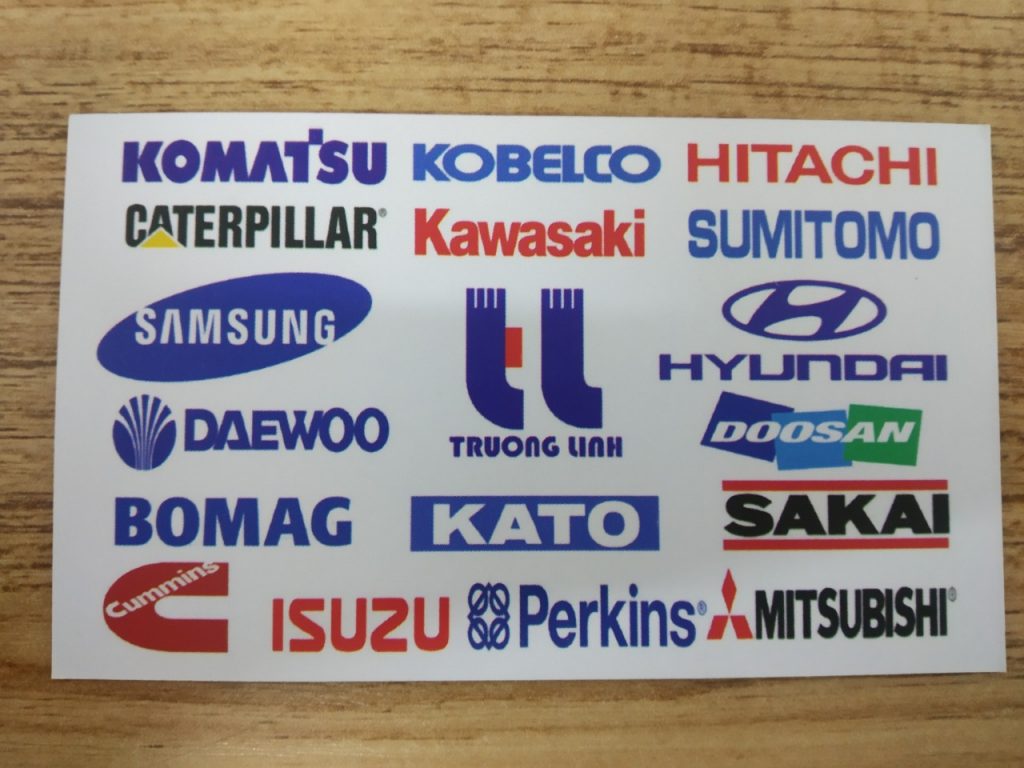 KOMATSU KOBELCO HITACHI
CATERPILLAR® Kawasaki SUMITOMO
SAMSUNG
HYUNDAI
DAEWOO
TRUONG LINH
DOOSAN
BOMAG KATO SAKAI
Cummins
ISUZU Perkins® MITSUBISHI®